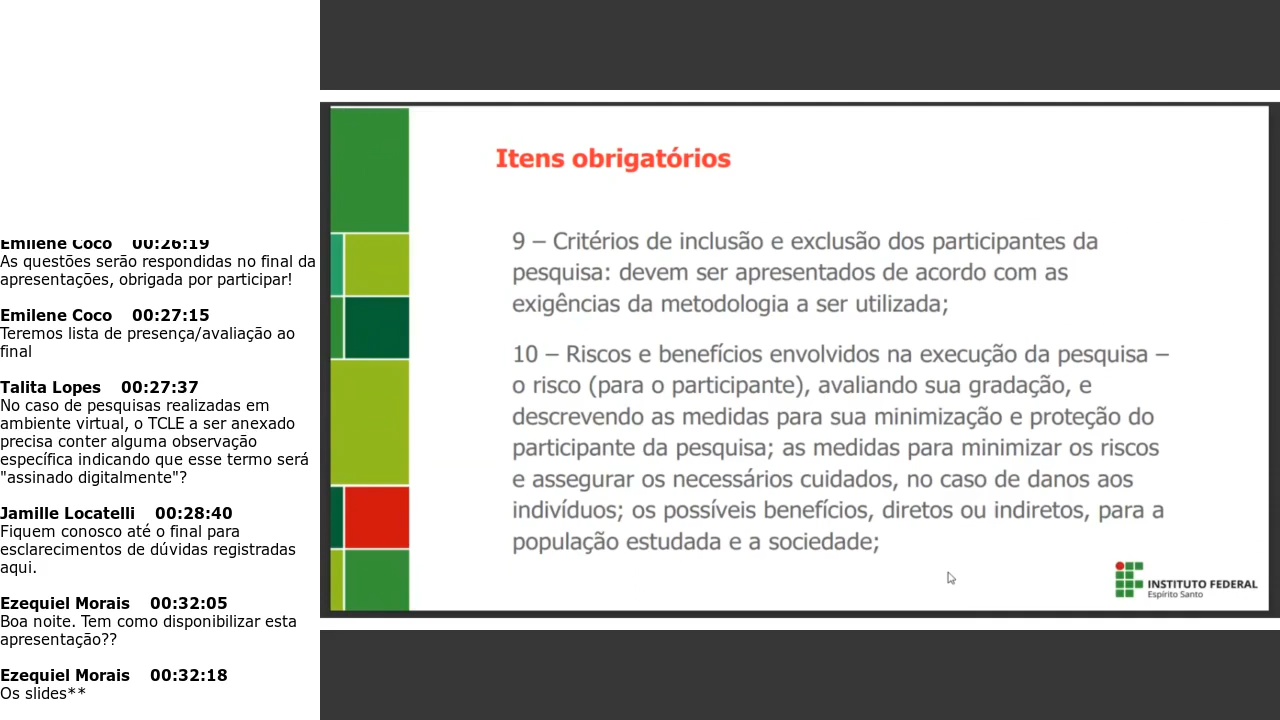 Emilene Coco 00:26:19
As questões serão respondidas no final da
apresentações, obrigada por participar!
Emilene Coco 00:27:15
Teremos lista de presença/avaliação ao
final
Talita Lopes 00:27:37
No caso de pesquisas realizadas em
ambiente virtual, o TCLE a ser anexado
precisa conter alguma observação
específica indicando que esse termo será
"assinado digitalmente"?
Jamille Locatelli 00:28:40
Fiquem conosco até o final para
esclarecimentos de dúvidas registradas
aqui.
Ezequiel Morais 00:32:05
Boa noite. Tem como disponibilizar esta
apresentação??
Ezequiel Morais 00:32:18
Os slides**
Itens obrigatórios
9 – Critérios de inclusão e exclusão dos participantes da
pesquisa: devem ser apresentados de acordo com as
exigências da metodologia a ser utilizada;
10 – Riscos e benefícios envolvidos na execução da pesquisa –
o risco (para o participante), avaliando sua gradação, e
descrevendo as medidas para sua minimização e proteção do
participante da pesquisa; as medidas para minimizar os riscos
e assegurar os necessários cuidados, no caso de danos aos
indivíduos; os possíveis benefícios, diretos ou indiretos, para a
população estudada e a sociedade;
INSTITUTO FEDERAL
Espírito Santo